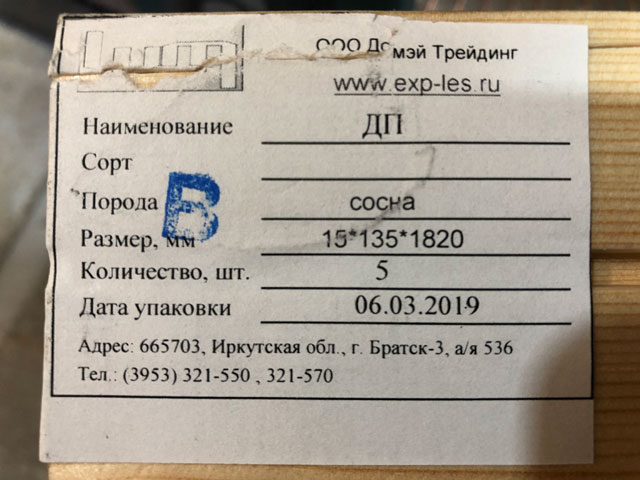 ООО Домэй Трейдинг
www.exp-les.ru
Наименование ДП
Сорт
Порода В сосна
Размер, мм 15*135*1820
Количество, шт. 5
Дата упаковки 06.03.2019
Адрес: 665703, Иркутская обл., г. Братск-3, а/я 536
Тел.: (3953) 321-550 , 321-570